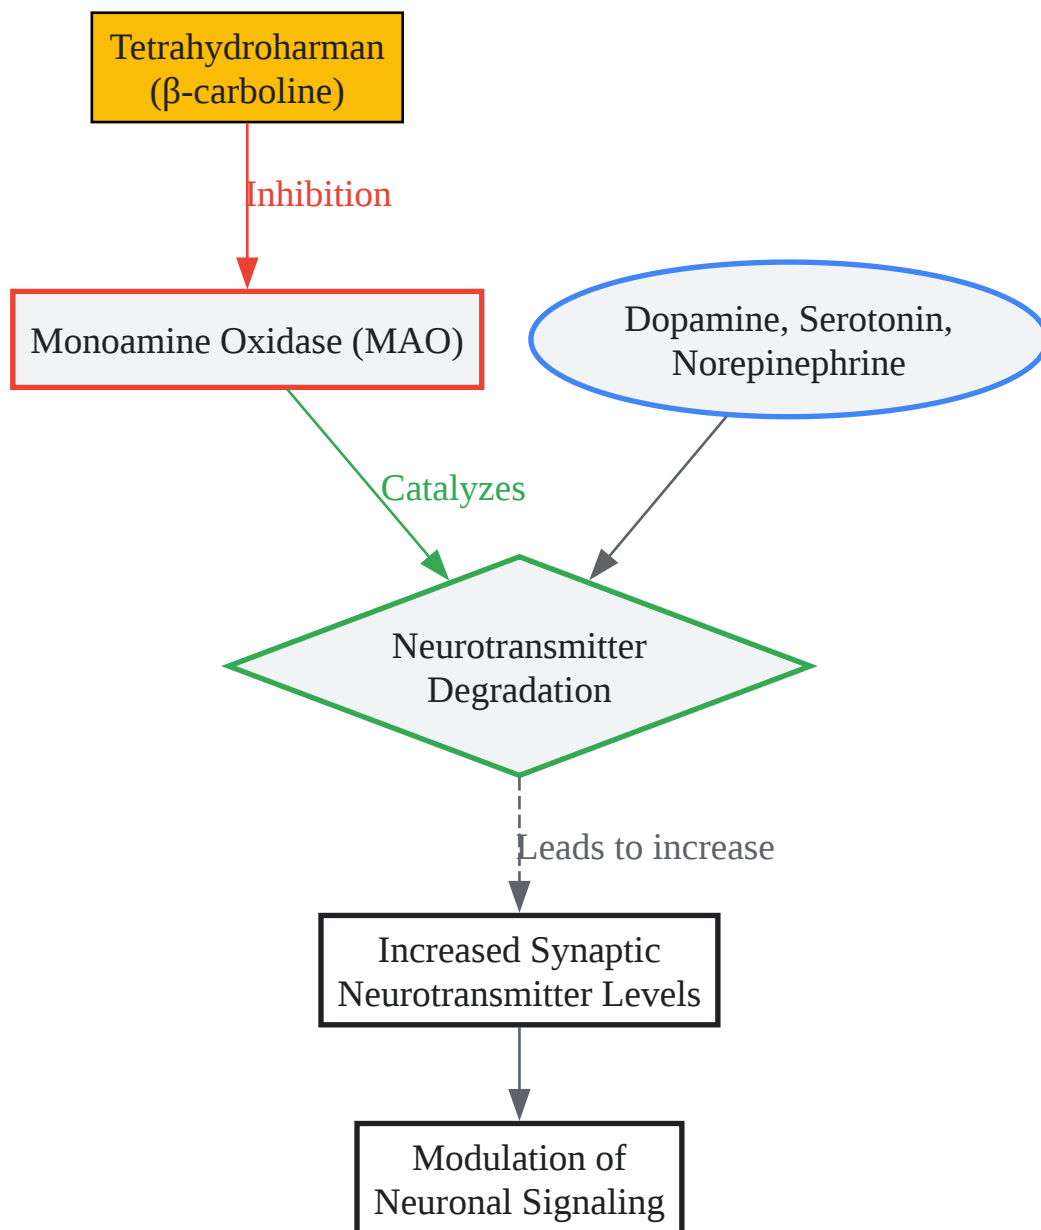 Tetrahydroharman
(β-carboline)
Inhibition
Monoamine Oxidase (MAO)
Dopamine, Serotonin,
Norepinephrine
Catalyzes
Neurotransmitter
Degradation
Leads to increase
Increased Synaptic
Neurotransmitter Levels
Modulation of
Neuronal Signaling